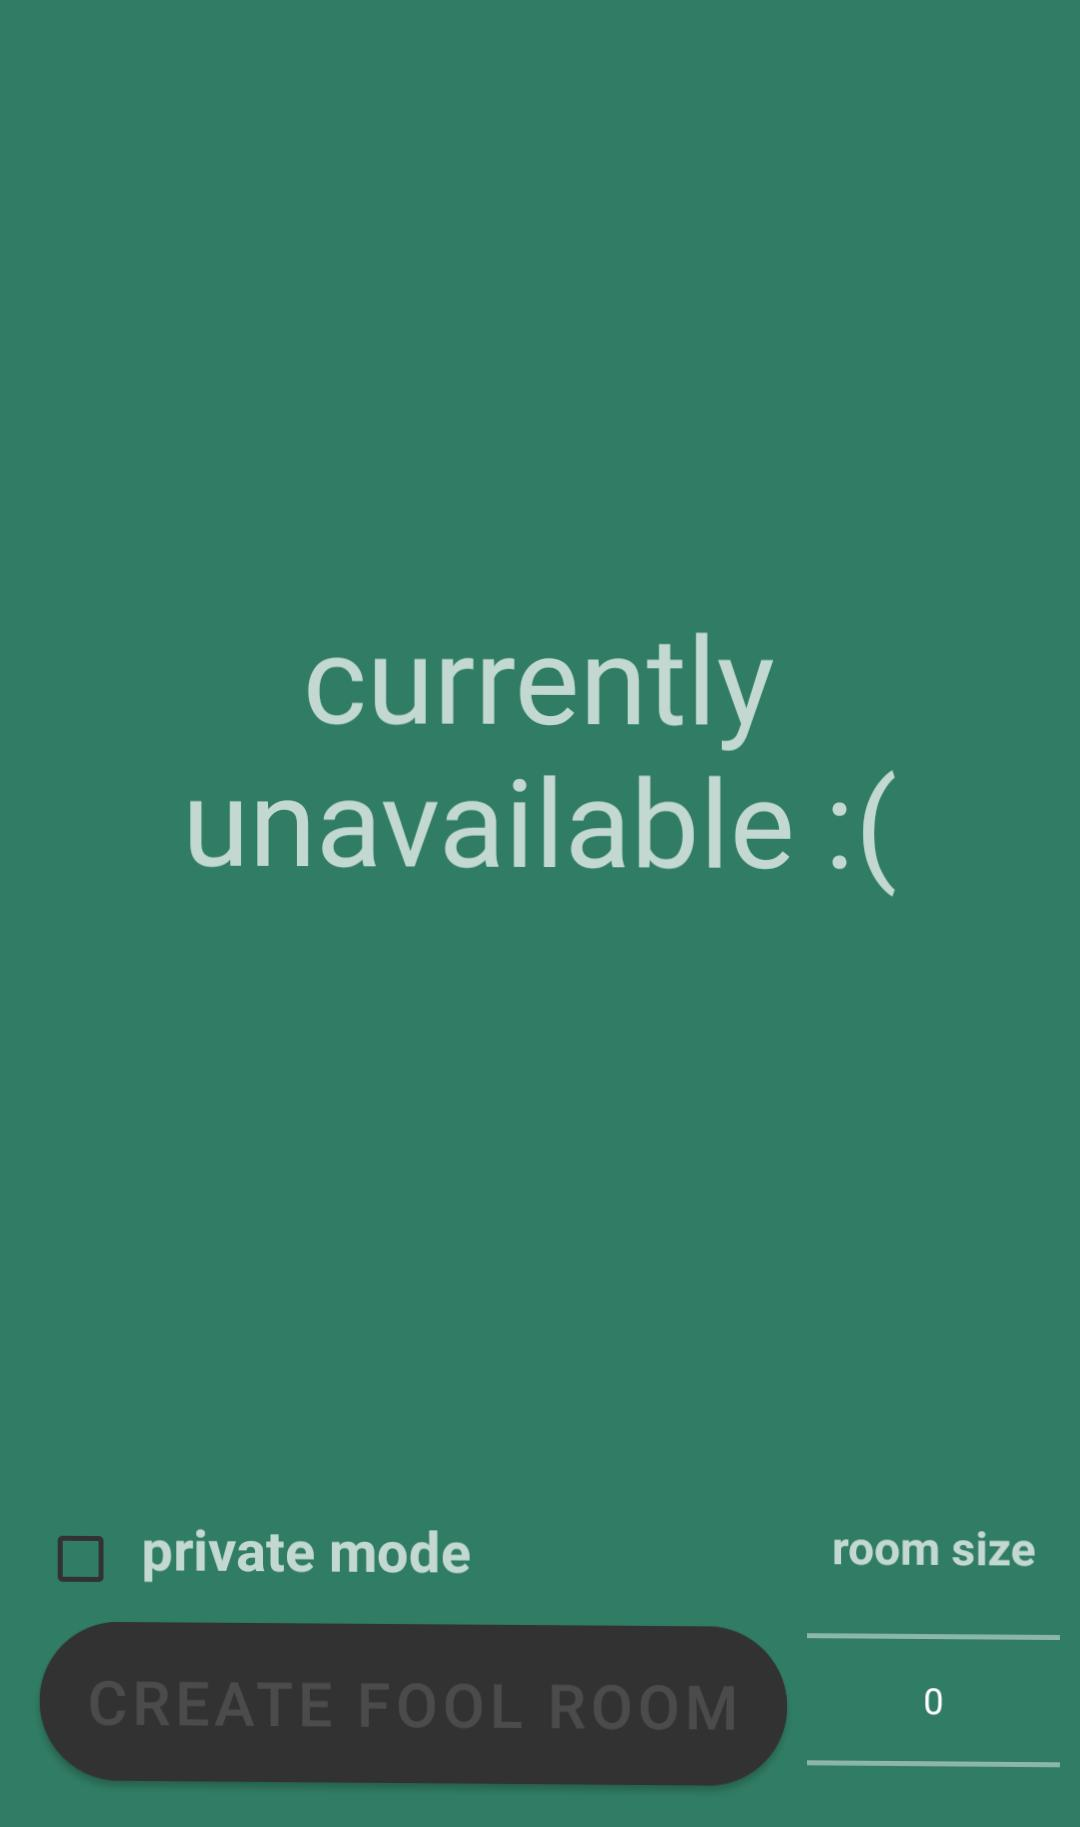 currently
unavailable :(
private mode
room size
CREATE FOOL ROOM
0